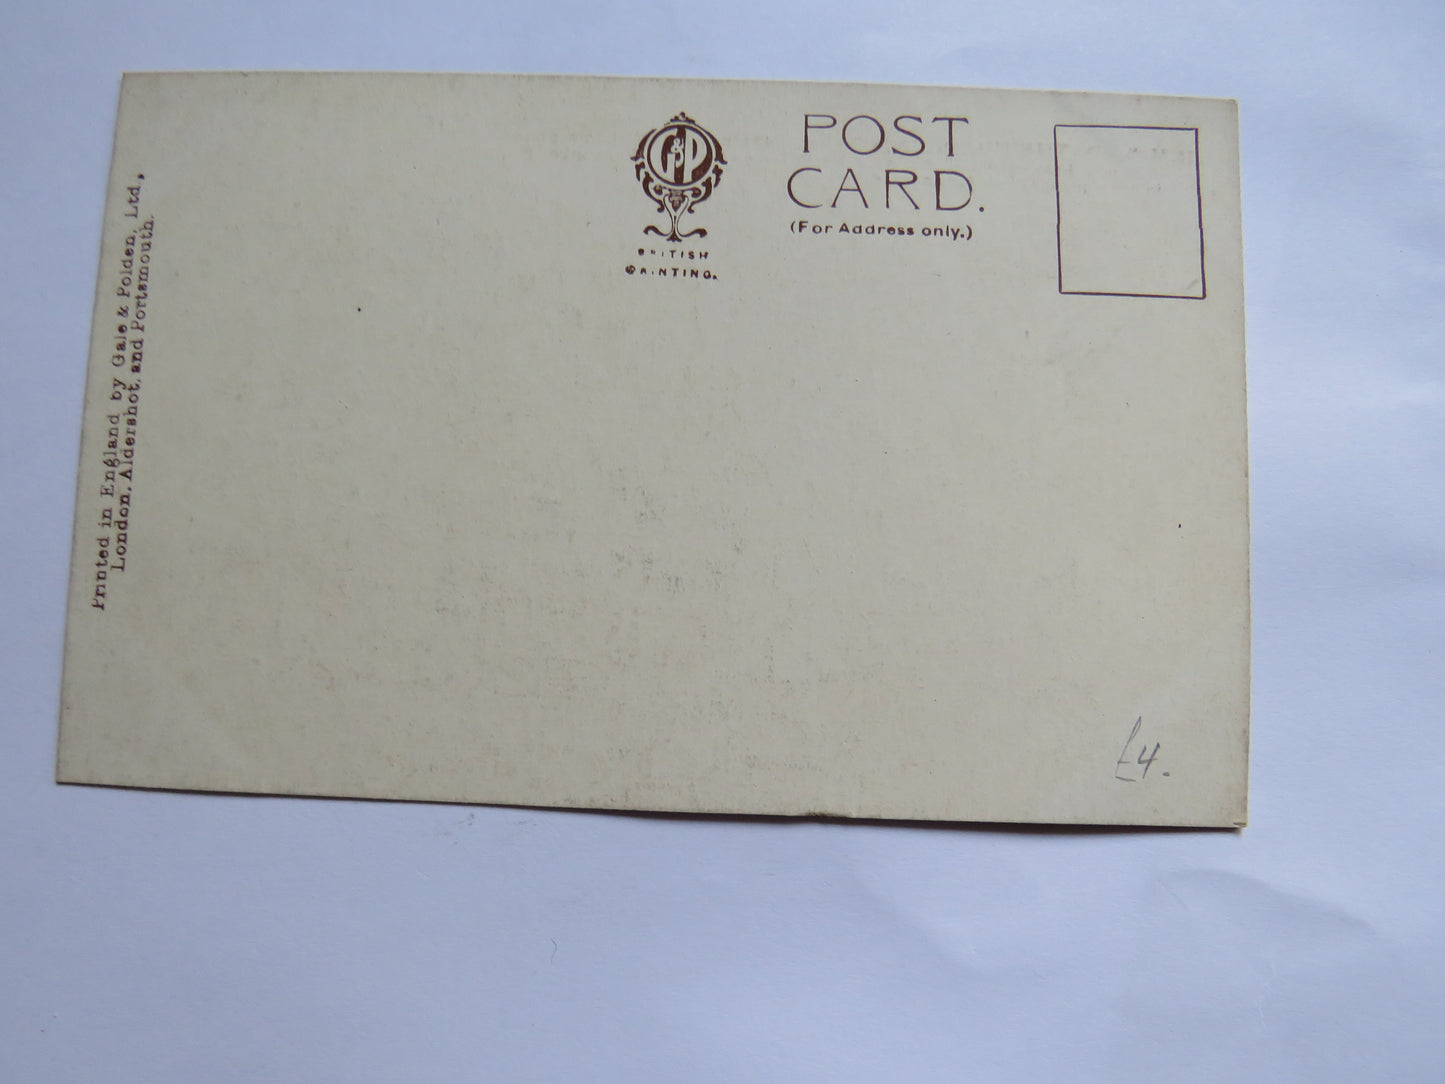 G&P
BRITISH
PRINTING.
POST
CARD.
(For Address only.)
Printed in England by Gale & Polden, Ltd.,
London, Aldershot, and Portsmouth.
£4.